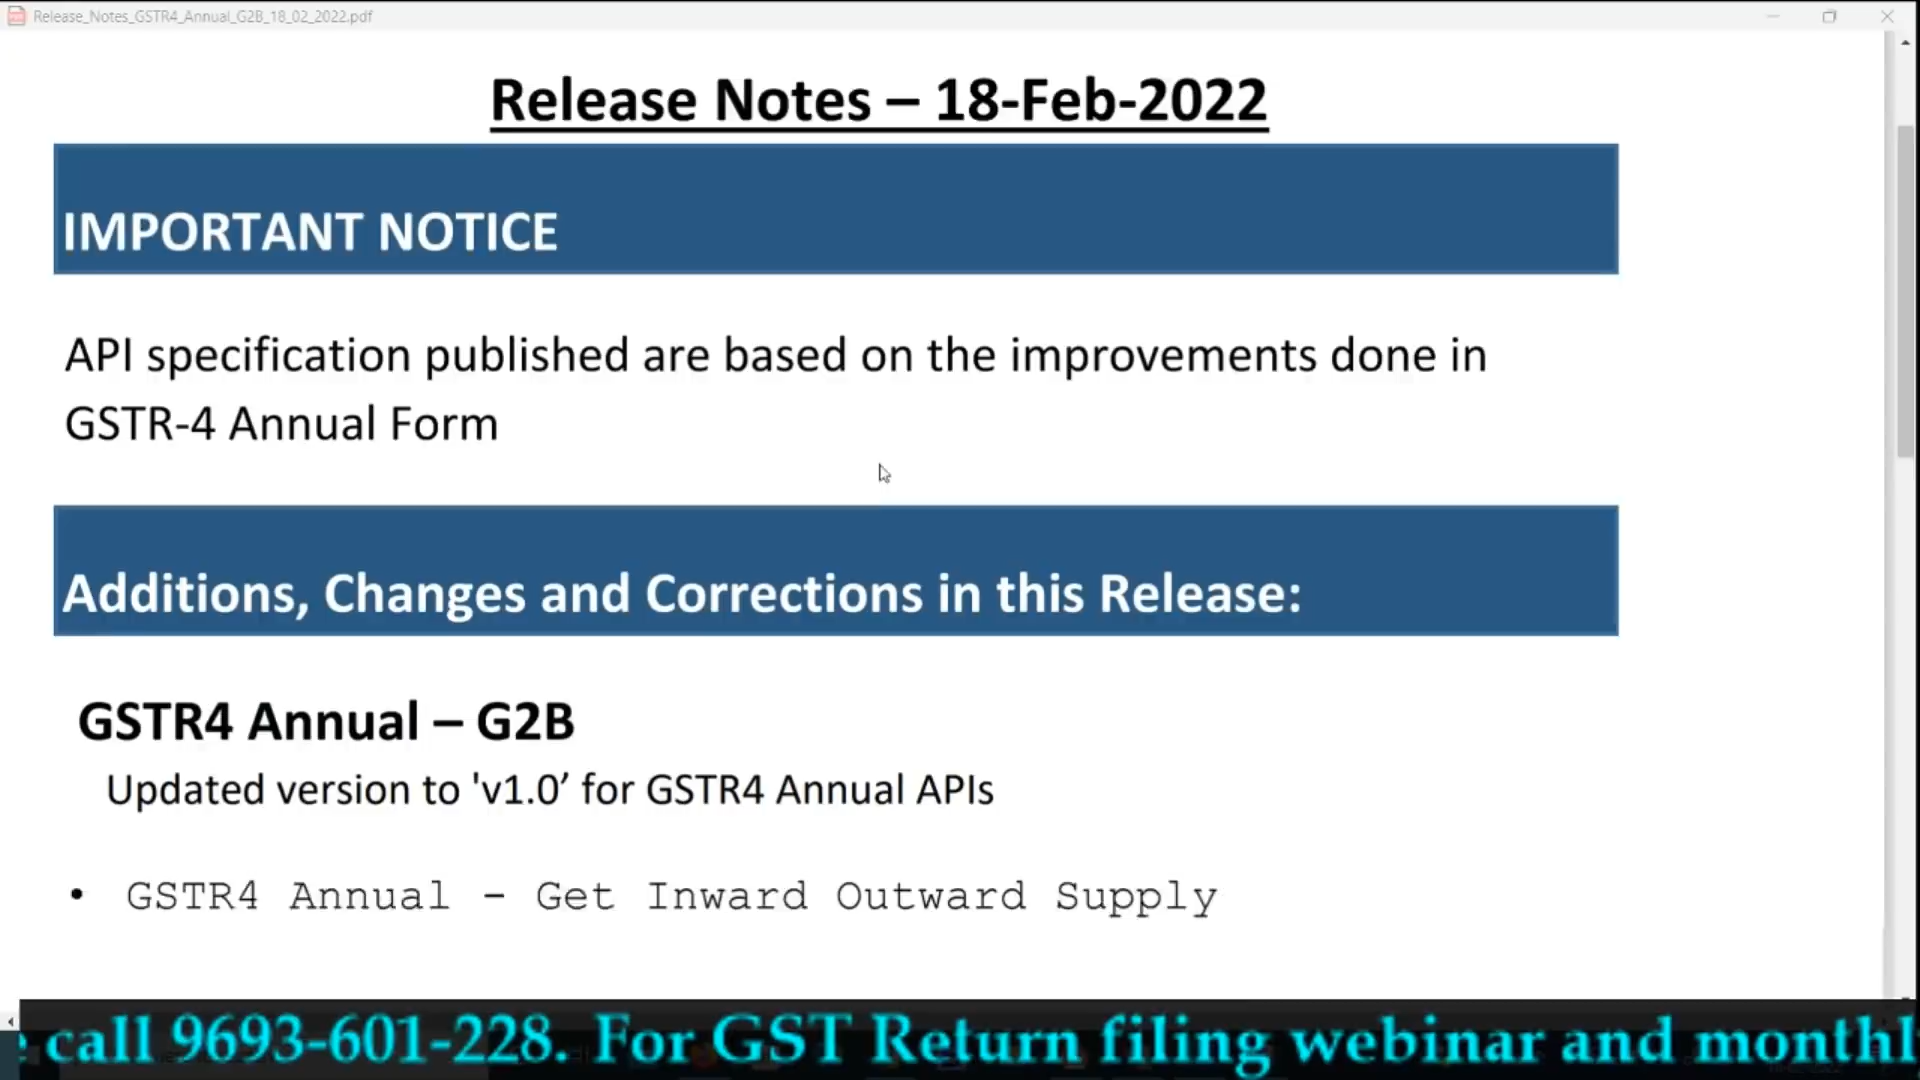 Release_Notes_GSTR4_Annual_G2B_18_02_2022.pdf
Release Notes – 18-Feb-2022
IMPORTANT NOTICE
API specification published are based on the improvements done in
GSTR-4 Annual Form
Additions, Changes and Corrections in this Release:
GSTR4 Annual – G2B
Updated version to 'v1.0’ for GSTR4 Annual APIs
• GSTR4 Annual - Get Inward Outward Supply
call 9693-601-228. For GST Return filing webinar and monthl